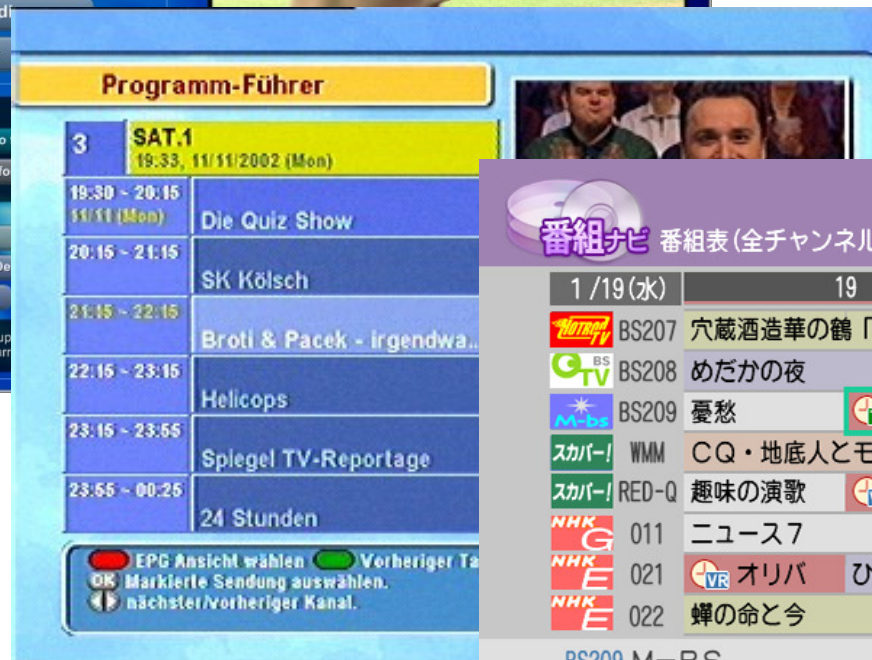 Programm-Führer
3 SAT.1
19:33, 11/11/2002 (Mon)
19:30 ~ 20:15
11/11 (Mon)
Die Quiz Show
20:15 ~ 21:15
SK Kölsch
21:15 ~ 22:15
Broti & Pacek - irgendwa..
22:15 ~ 23:15
Helicops
23:15 ~ 23:55
Spiegel TV-Reportage
23:55 ~ 00:25
24 Stunden
EPG Ansicht wählen Vorheriger Ta
OK Markierte Sendung auswählen.
nächster/vorheriger Kanal.
番組ナビ 番組表(全チャンネル
1/19(水) 19
BS207 穴蔵酒造華の鶴「
BS TV BS208 めだかの夜
M-bs BS209 憂愁
スカパー! WMM CQ・地底人とモ
スカパー! RED-Q 趣味の演歌
NHK G 011 ニュース7
NHK E 021 VR オリバ ひ
NHK E 022 蝉の命と今
BS209 M-BS